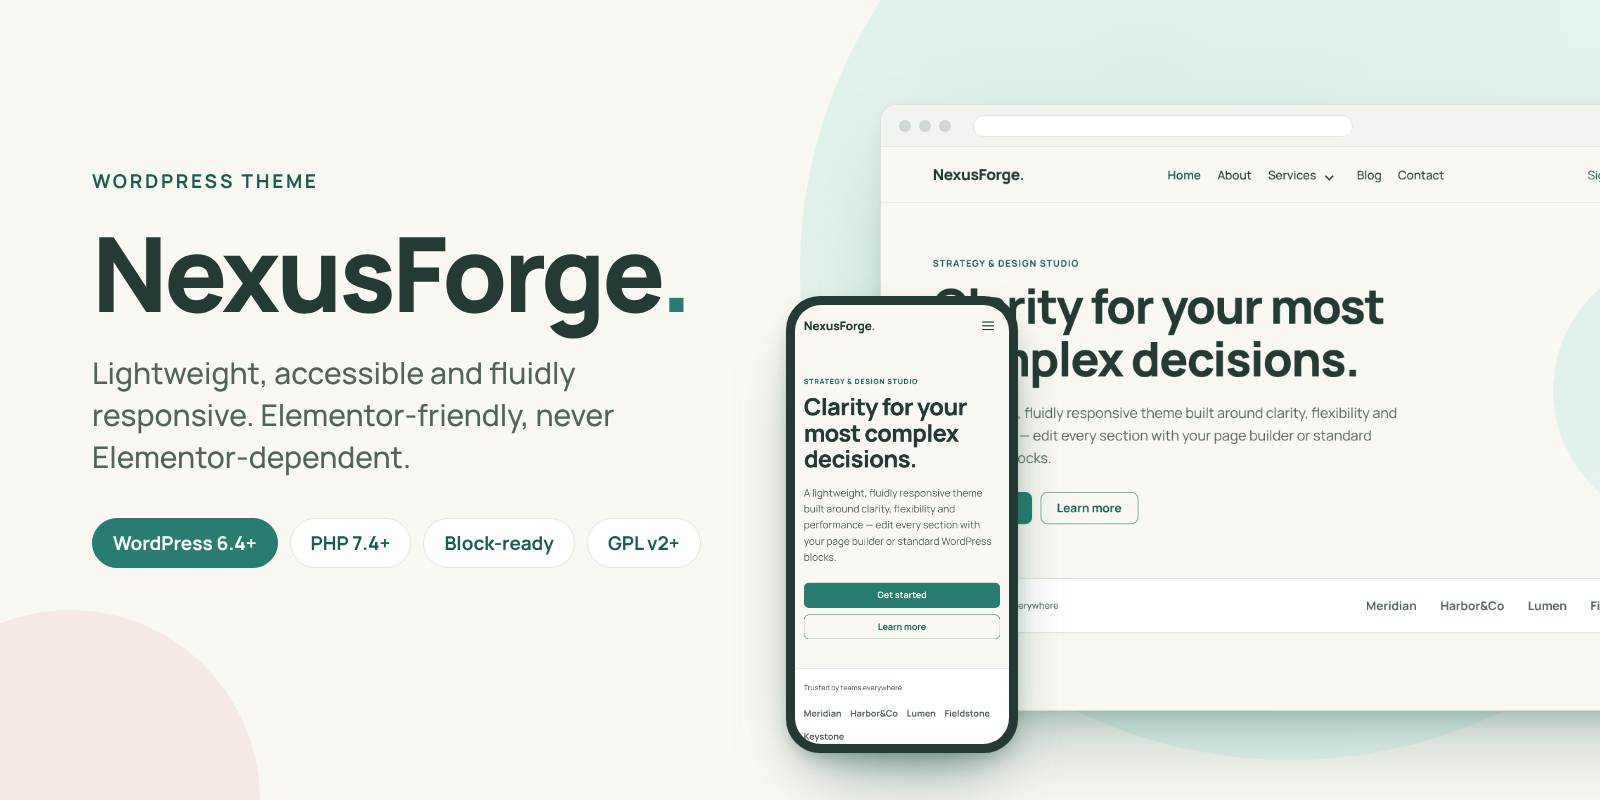 WORDPRESS THEME
NexusForge.
Lightweight, accessible and fluidly
responsive. Elementor-friendly, never
Elementor-dependent.
WordPress 6.4+ PHP 7.4+ Block-ready GPL v2+
NexusForge.
Home About Services Blog Contact
STRATEGY & DESIGN STUDIO
for your most
decisions.
, fluidly responsive theme built around clarity, flexibility and
— edit every section with your page builder or standard
Learn more
Meridian Harbor&Co Lumen
NexusForge.
STRATEGY & DESIGN STUDIO
Clarity for your
most complex
decisions.
A lightweight, fluidly responsive theme
built around clarity, flexibility and
performance — edit every section with
your page builder or standard WordPress
blocks.
Get started
Learn more
Trusted by teams everywhere
Meridian Harbor&Co Lumen Fieldstone
Keystone